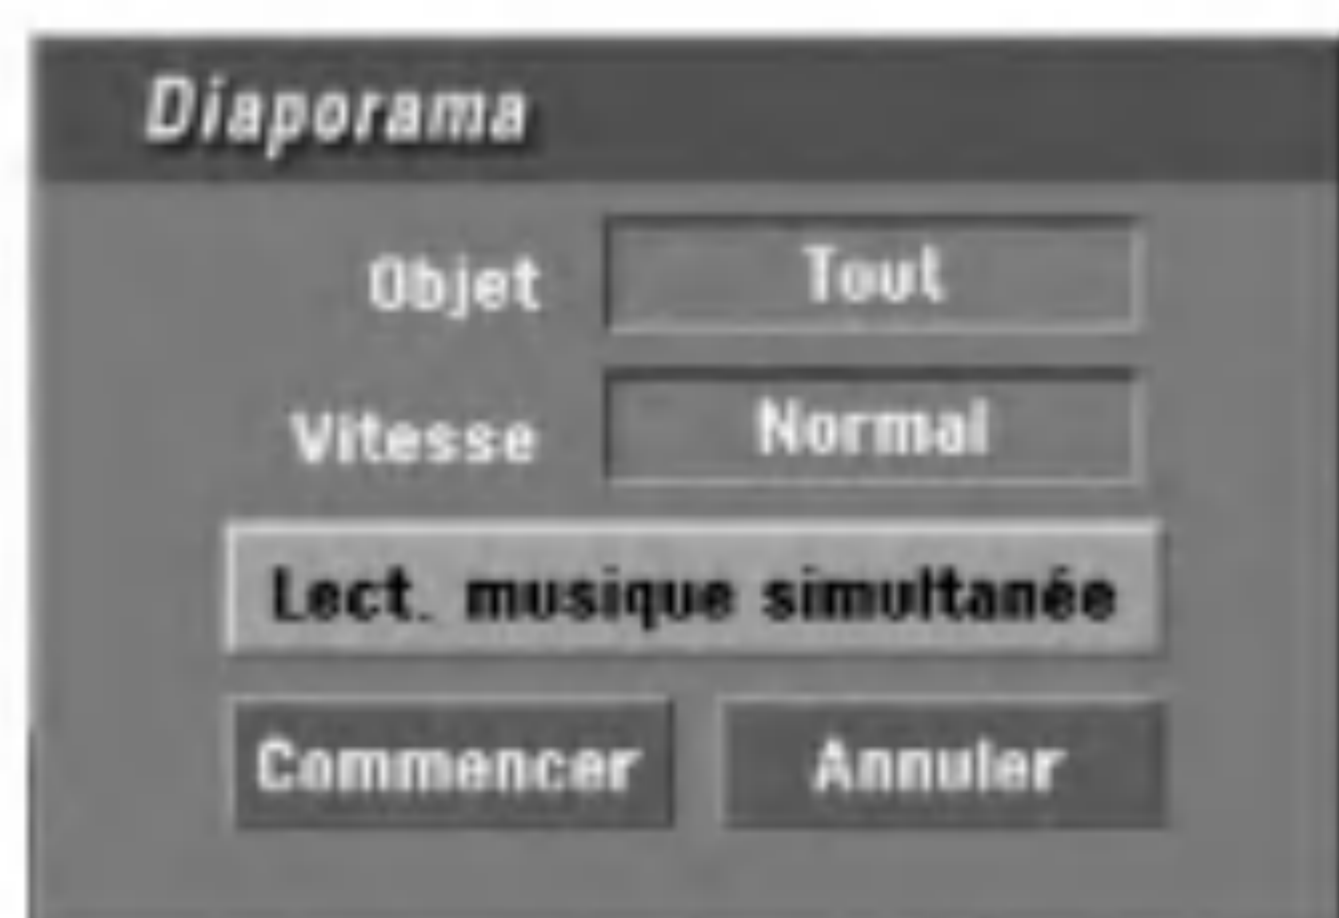 Diaporama
Objet Tout
Vitesse Normal
Lect. musique simultanée
Commencer Annuler